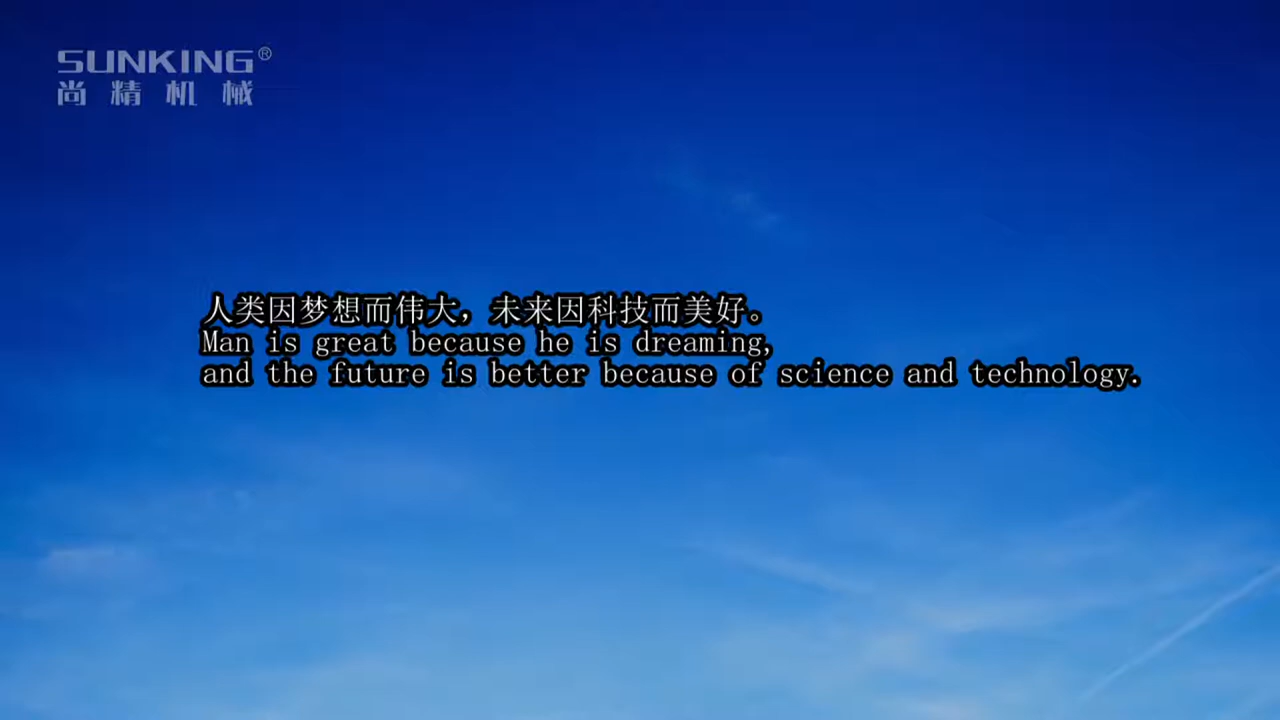 SUNKING®
尚精机械
人类因梦想而伟大，未来因科技而美好。
Man is great because he is dreaming,
and the future is better because of science and technology.